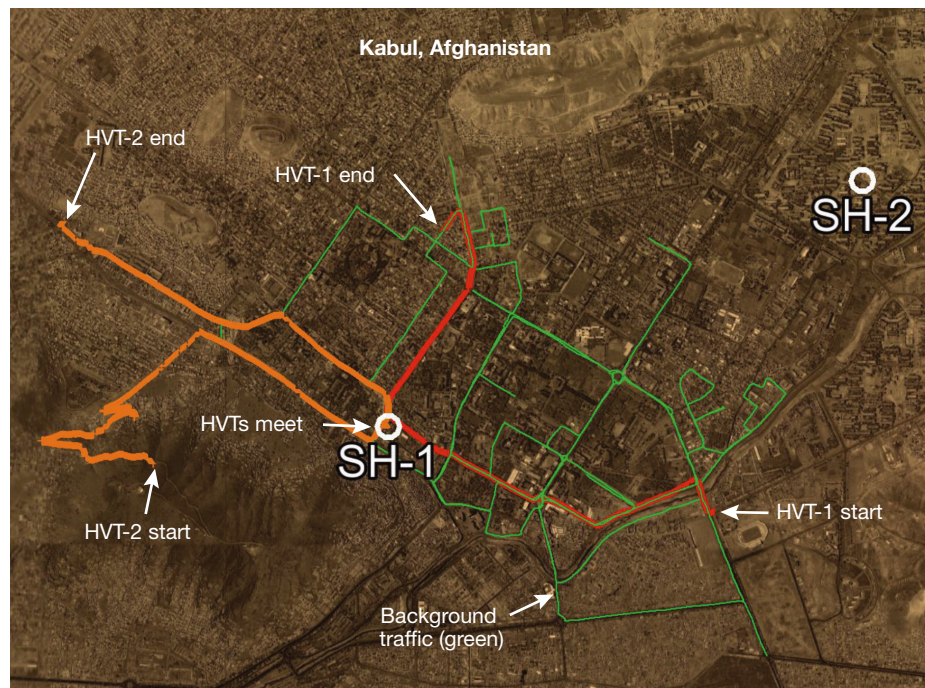 Kabul, Afghanistan
HVT-2 end
HVT-1 end
SH-2
HVTs meet
SH-1
HVT-2 start
HVT-1 start
Background
traffic (green)